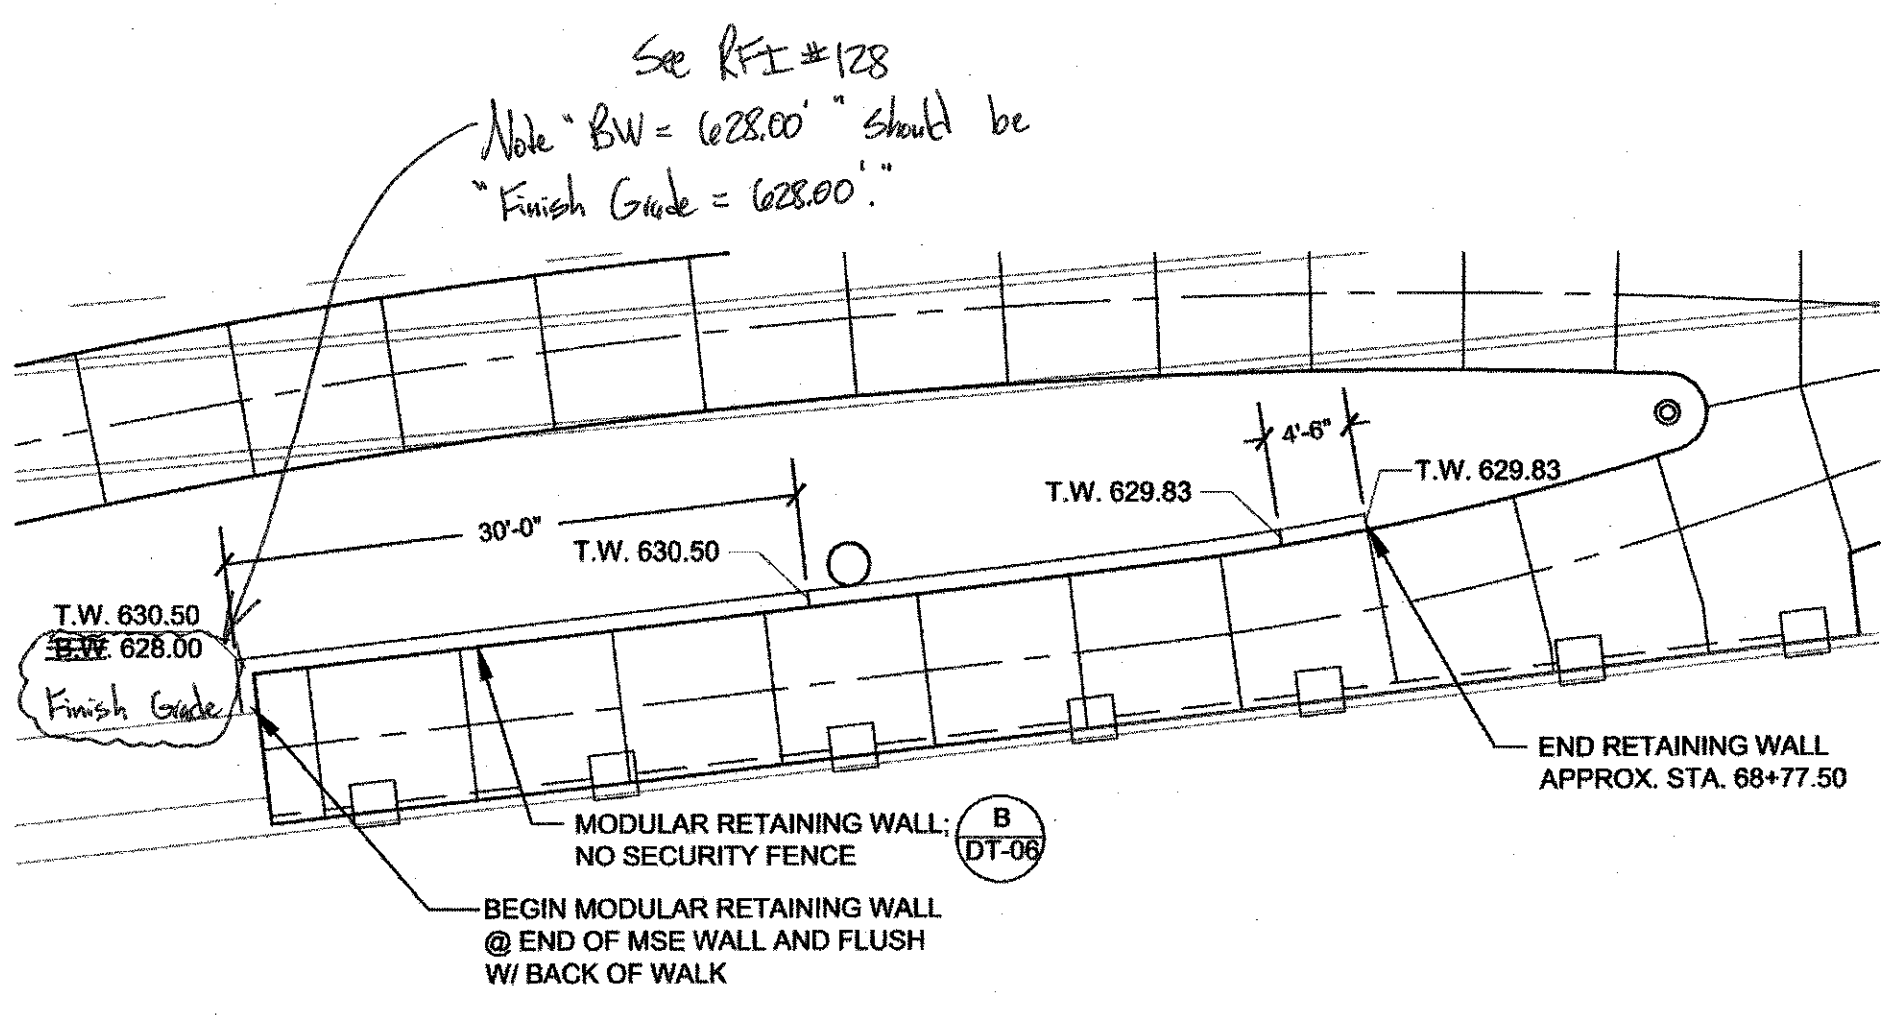 See RFI #128
Note "BW = 628.00' " should be
"Finish Grade = 628.00'."
4'-6"
T.W. 629.83
T.W. 629.83
30'-0"
T.W. 630.50
T.W. 630.50
B.W. 628.00
Finish Grade
END RETAINING WALL
APPROX. STA. 68+77.50
MODULAR RETAINING WALL;
NO SECURITY FENCE
B
DT-06
BEGIN MODULAR RETAINING WALL
@ END OF MSE WALL AND FLUSH
W/ BACK OF WALK